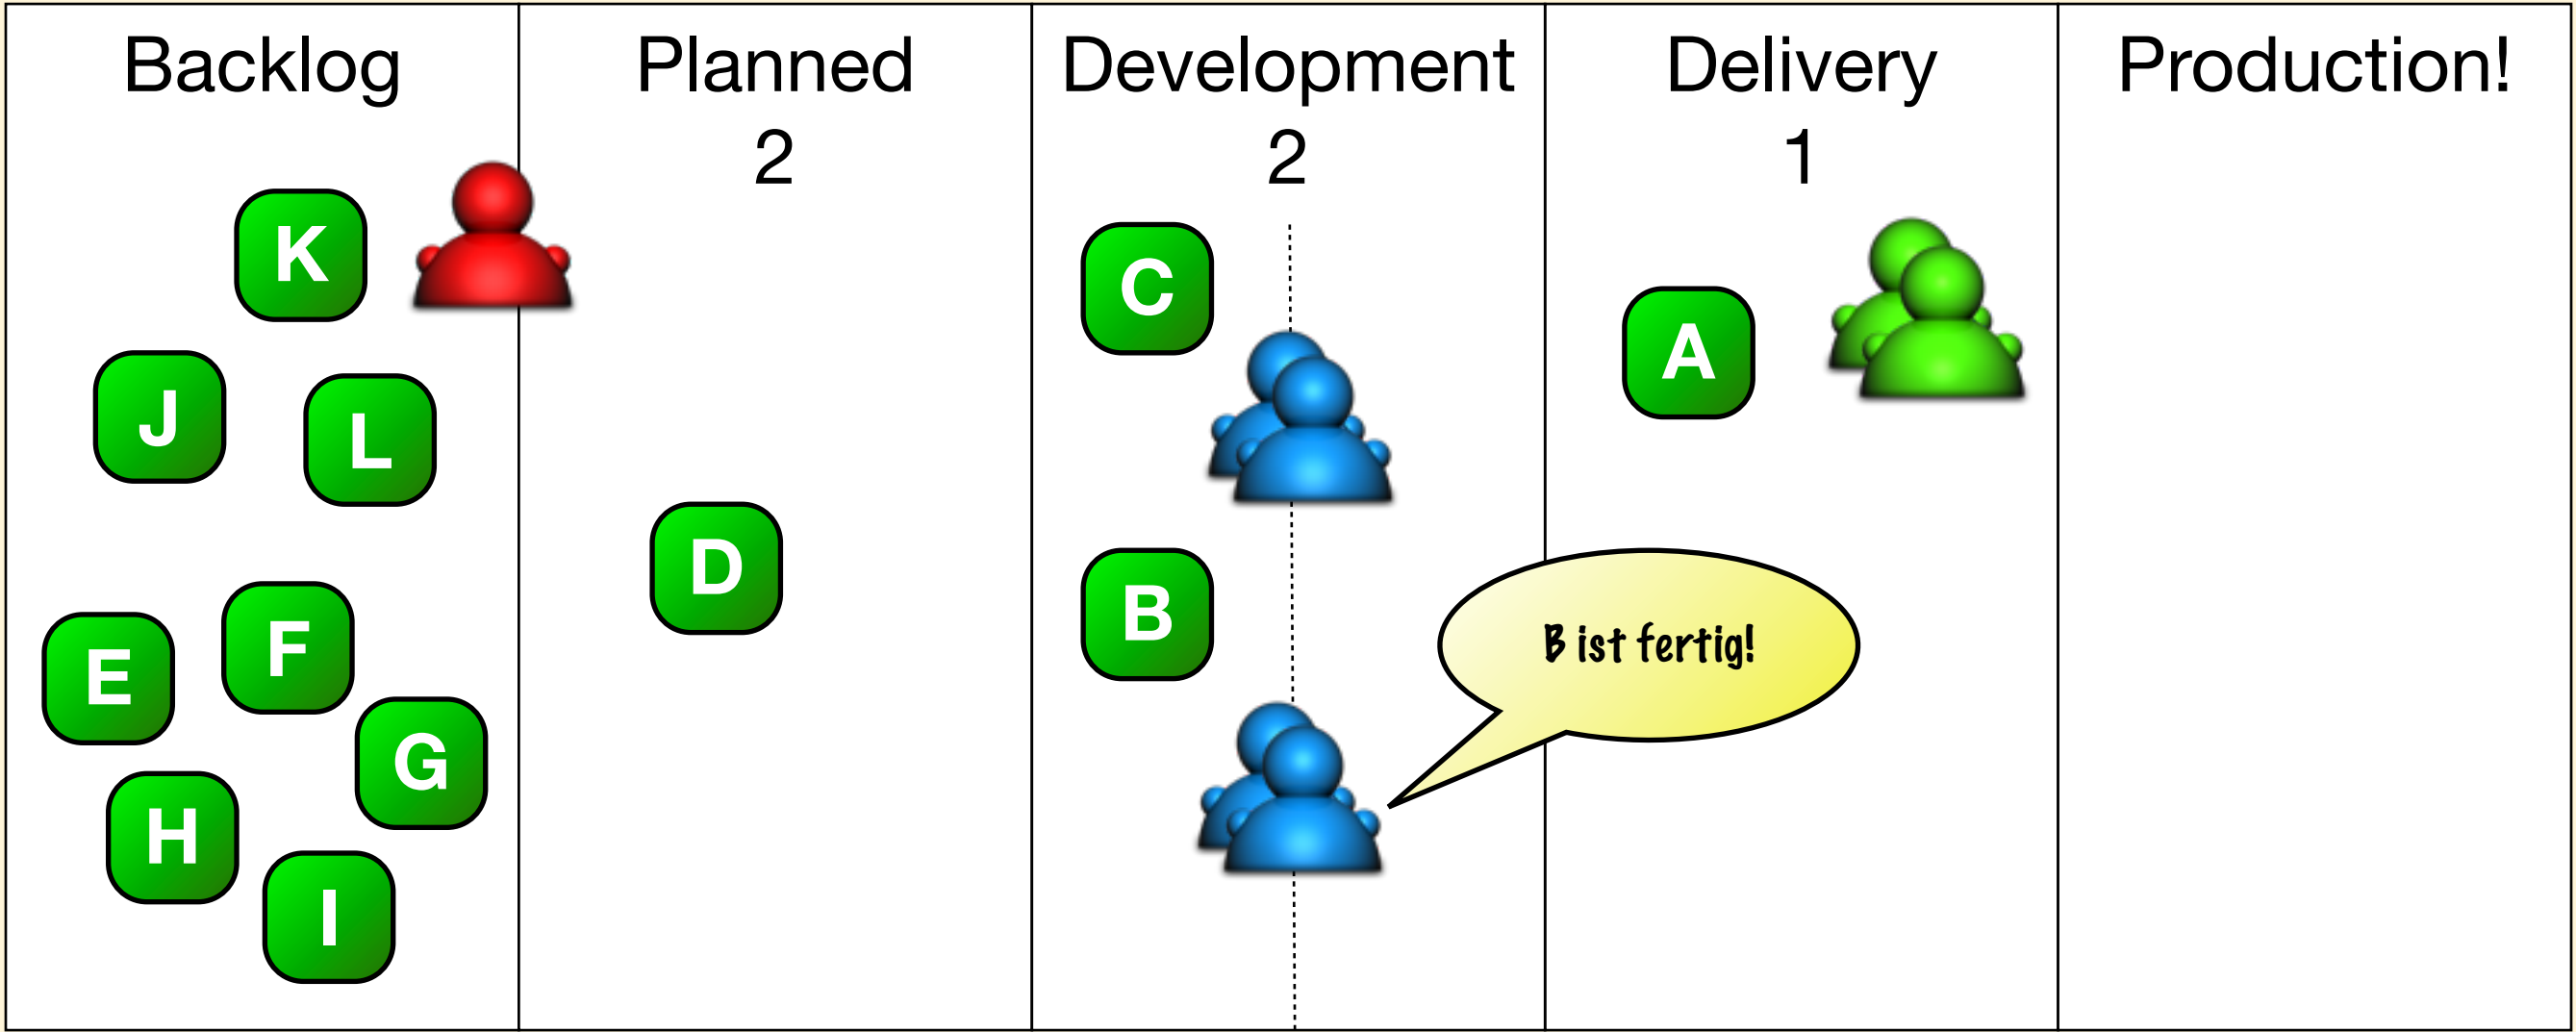 Backlog
Planned
Development
Delivery
Production!
2
2
1
K
J
L
E
F
G
H
I
D
C
B
A
B ist fertig!